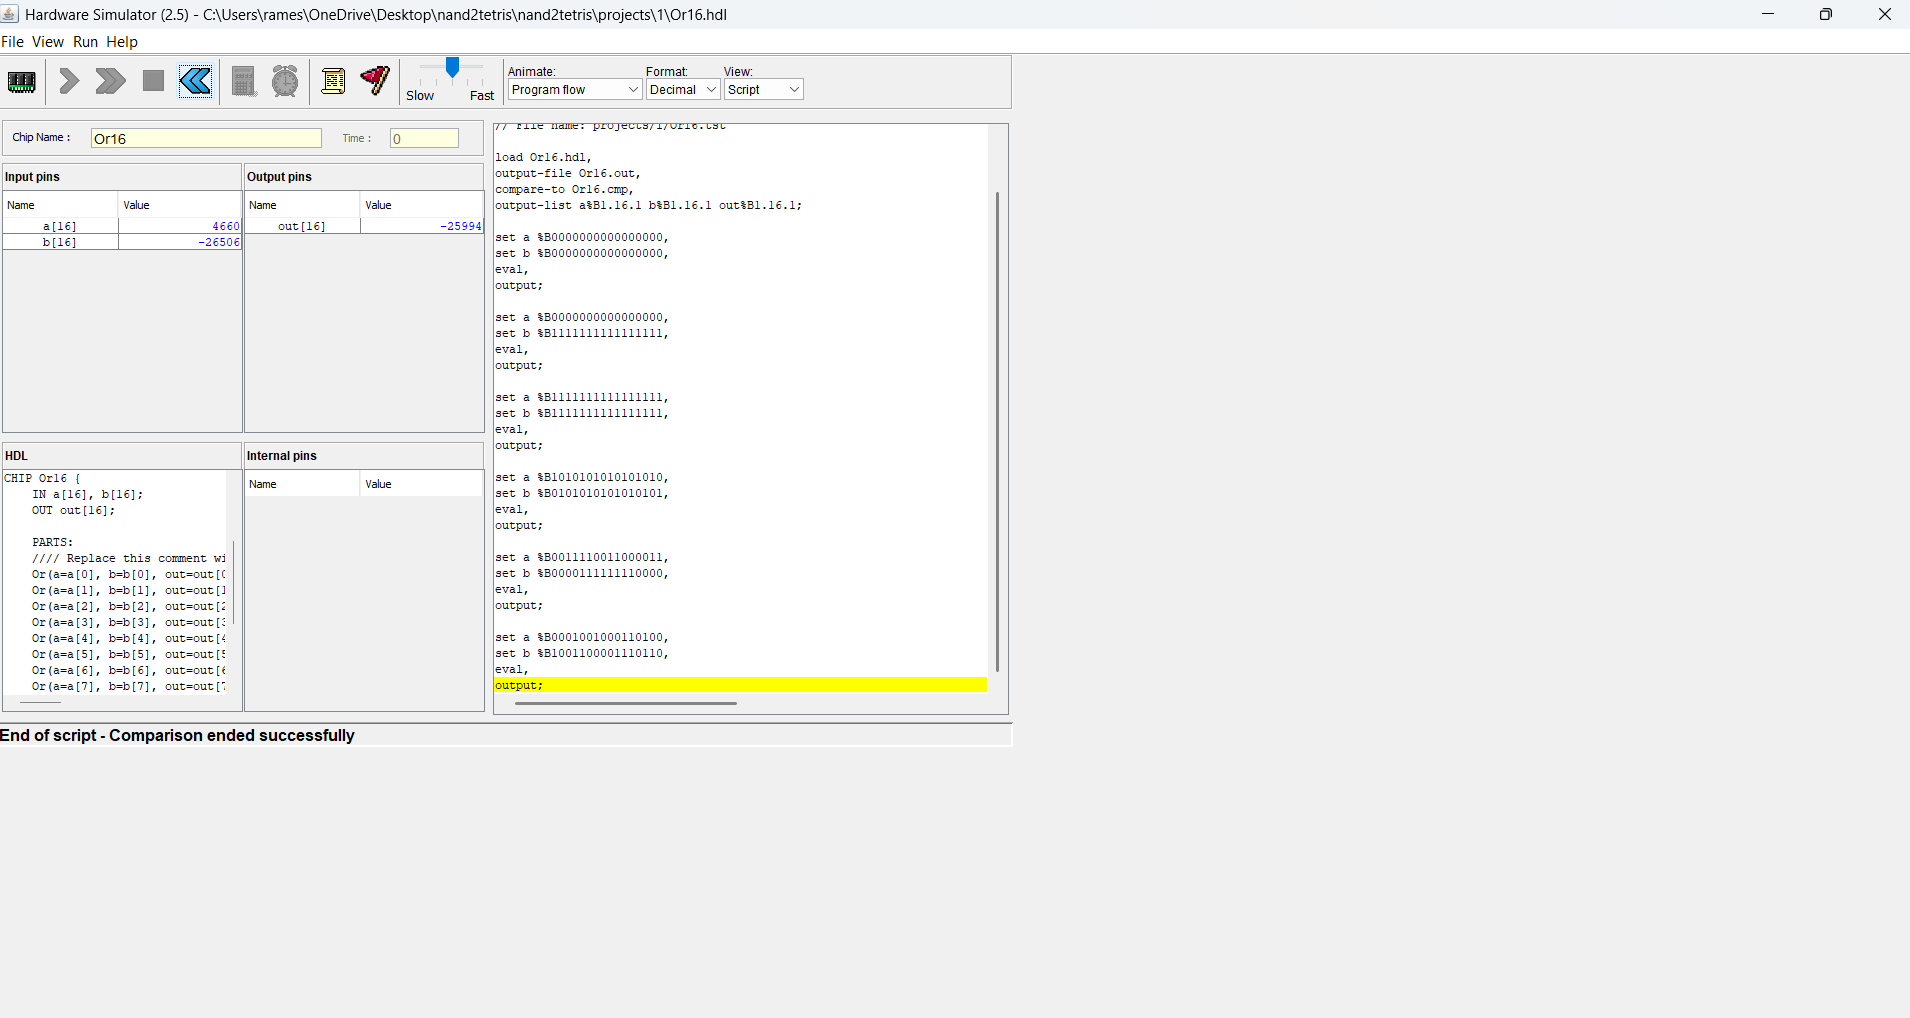 Hardware Simulator (2.5) - C:\Users\rames\OneDrive\Desktop\nand2tetris\nand2tetris\projects\1\Or16.hdl
File View Run Help
Slow Fast
Animate: Format: View:
Program flow Decimal Script
Chip Name : Or16 Time : 0
Input pins
Name Value
a[16] 4660
b[16] -26506
Output pins
Name Value
out[16] -25994
HDL
CHIP Or16 {
IN a[16], b[16];
OUT out[16];
PARTS:
//// Replace this comment wi
Or(a=a[0], b=b[0], out=out[0
Or(a=a[1], b=b[1], out=out[1
Or(a=a[2], b=b[2], out=out[2
Or(a=a[3], b=b[3], out=out[3
Or(a=a[4], b=b[4], out=out[4
Or(a=a[5], b=b[5], out=out[5
Or(a=a[6], b=b[6], out=out[6
Or(a=a[7], b=b[7], out=out[7
Internal pins
Name Value
// File name: projects/1/Or16.tst
load Or16.hdl,
output-file Or16.out,
compare-to Or16.cmp,
output-list a%B1.16.1 b%B1.16.1 out%B1.16.1;
set a %B0000000000000000,
set b %B0000000000000000,
eval,
output;
set a %B0000000000000000,
set b %B1111111111111111,
eval,
output;
set a %B1111111111111111,
set b %B1111111111111111,
eval,
output;
set a %B1010101010101010,
set b %B0101010101010101,
eval,
output;
set a %B0011110011000011,
set b %B0000111111110000,
eval,
output;
set a %B0001001000110100,
set b %B1001100001110110,
eval,
output;
End of script - Comparison ended successfully